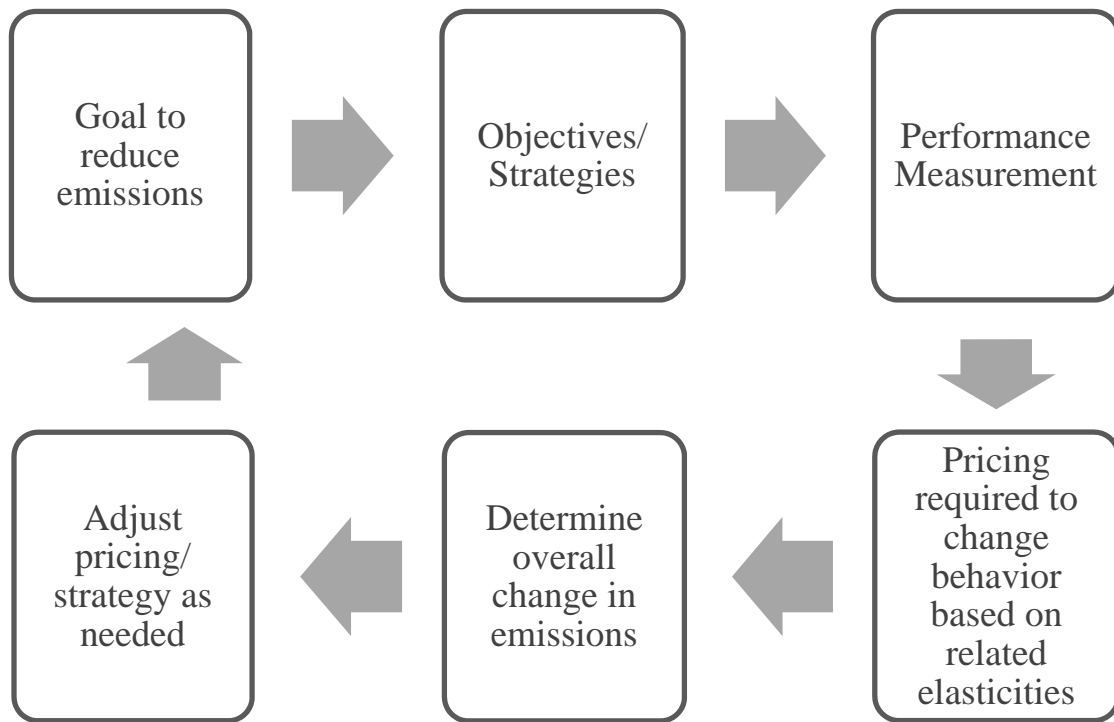 Goal to
reduce
emissions
Objectives/
Strategies
Performance
Measurement
Pricing
required to
change
behavior
based on
related
elasticities
Determine
overall
change in
emissions
Adjust
pricing/
strategy as
needed